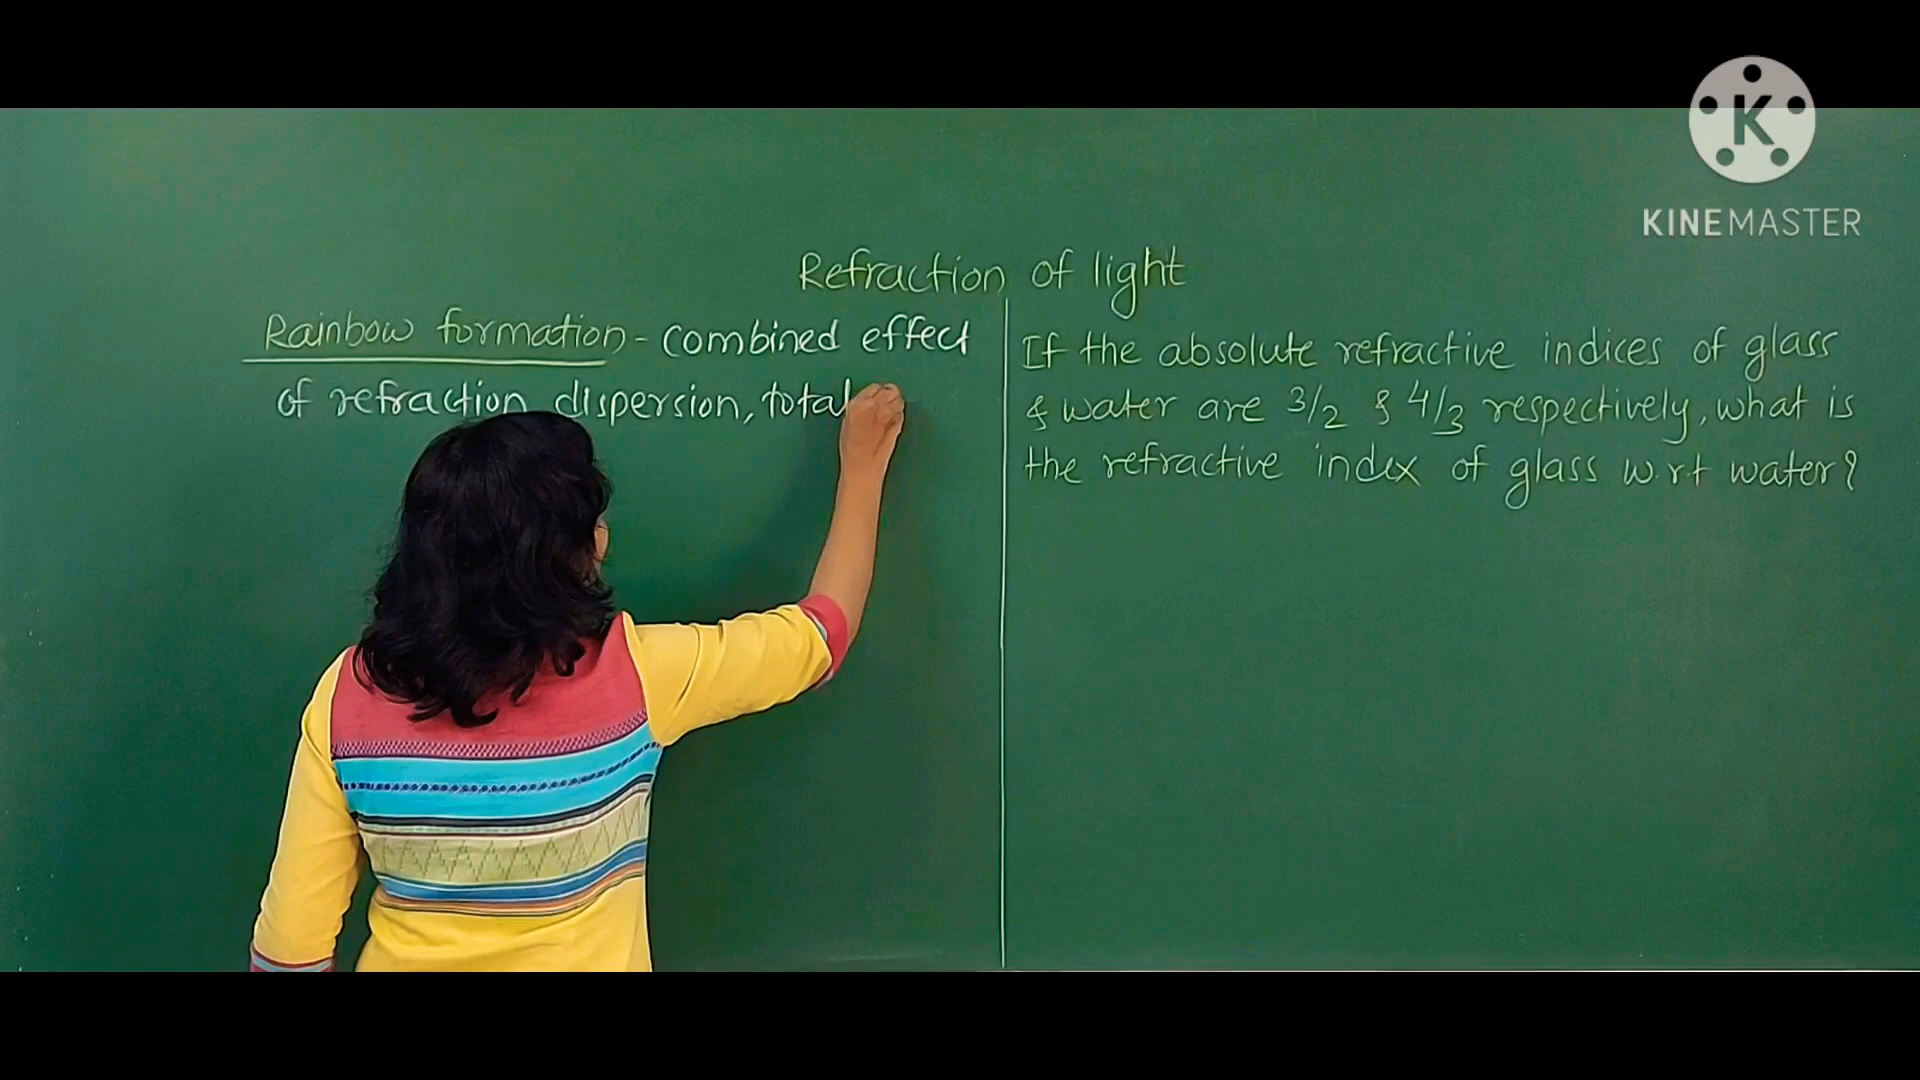 K
KINEMASTER
Refraction of light
Rainbow formation - combined effect
of refraction, dispersion, total
If the absolute refractive indices of glass
& water are 3/2 & 4/3 respectively, what is
the refractive index of glass w.r.t water?